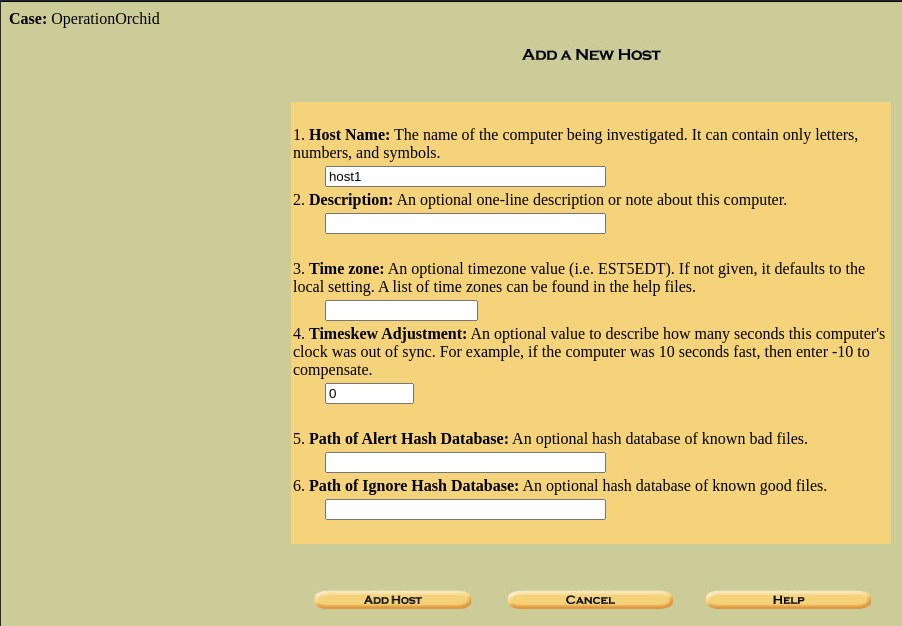 Case: OperationOrchid
ADD A NEW HOST
1. Host Name: The name of the computer being investigated. It can contain only letters,
numbers, and symbols.
host1
2. Description: An optional one-line description or note about this computer.
3. Time zone: An optional timezone value (i.e. EST5EDT). If not given, it defaults to the
local setting. A list of time zones can be found in the help files.
4. Timeskew Adjustment: An optional value to describe how many seconds this computer's
clock was out of sync. For example, if the computer was 10 seconds fast, then enter -10 to
compensate.
0
5. Path of Alert Hash Database: An optional hash database of known bad files.
6. Path of Ignore Hash Database: An optional hash database of known good files.
ADD HOST CANCEL HELP